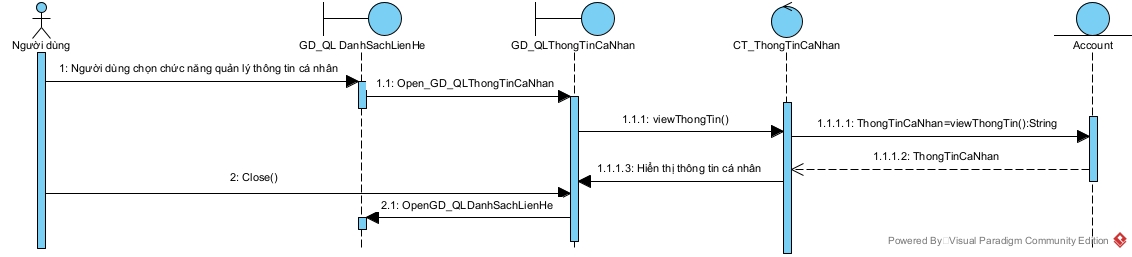 Người dùng
GD_QL DanhSachLienHe
GD_QLThongTinCaNhan
CT_ThongTinCaNhan
Account
1: Người dùng chọn chức năng quản lý thông tin cá nhân
1.1: Open_GD_QLThongTinCaNhan
1.1.1: viewThongTin()
1.1.1.1: ThongTinCaNhan=viewThongTin():String
1.1.1.2: ThongTinCaNhan
1.1.1.3: Hiển thị thông tin cá nhân
2: Close()
2.1: OpenGD_QLDanhSachLienHe
Powered By Visual Paradigm Community Edition